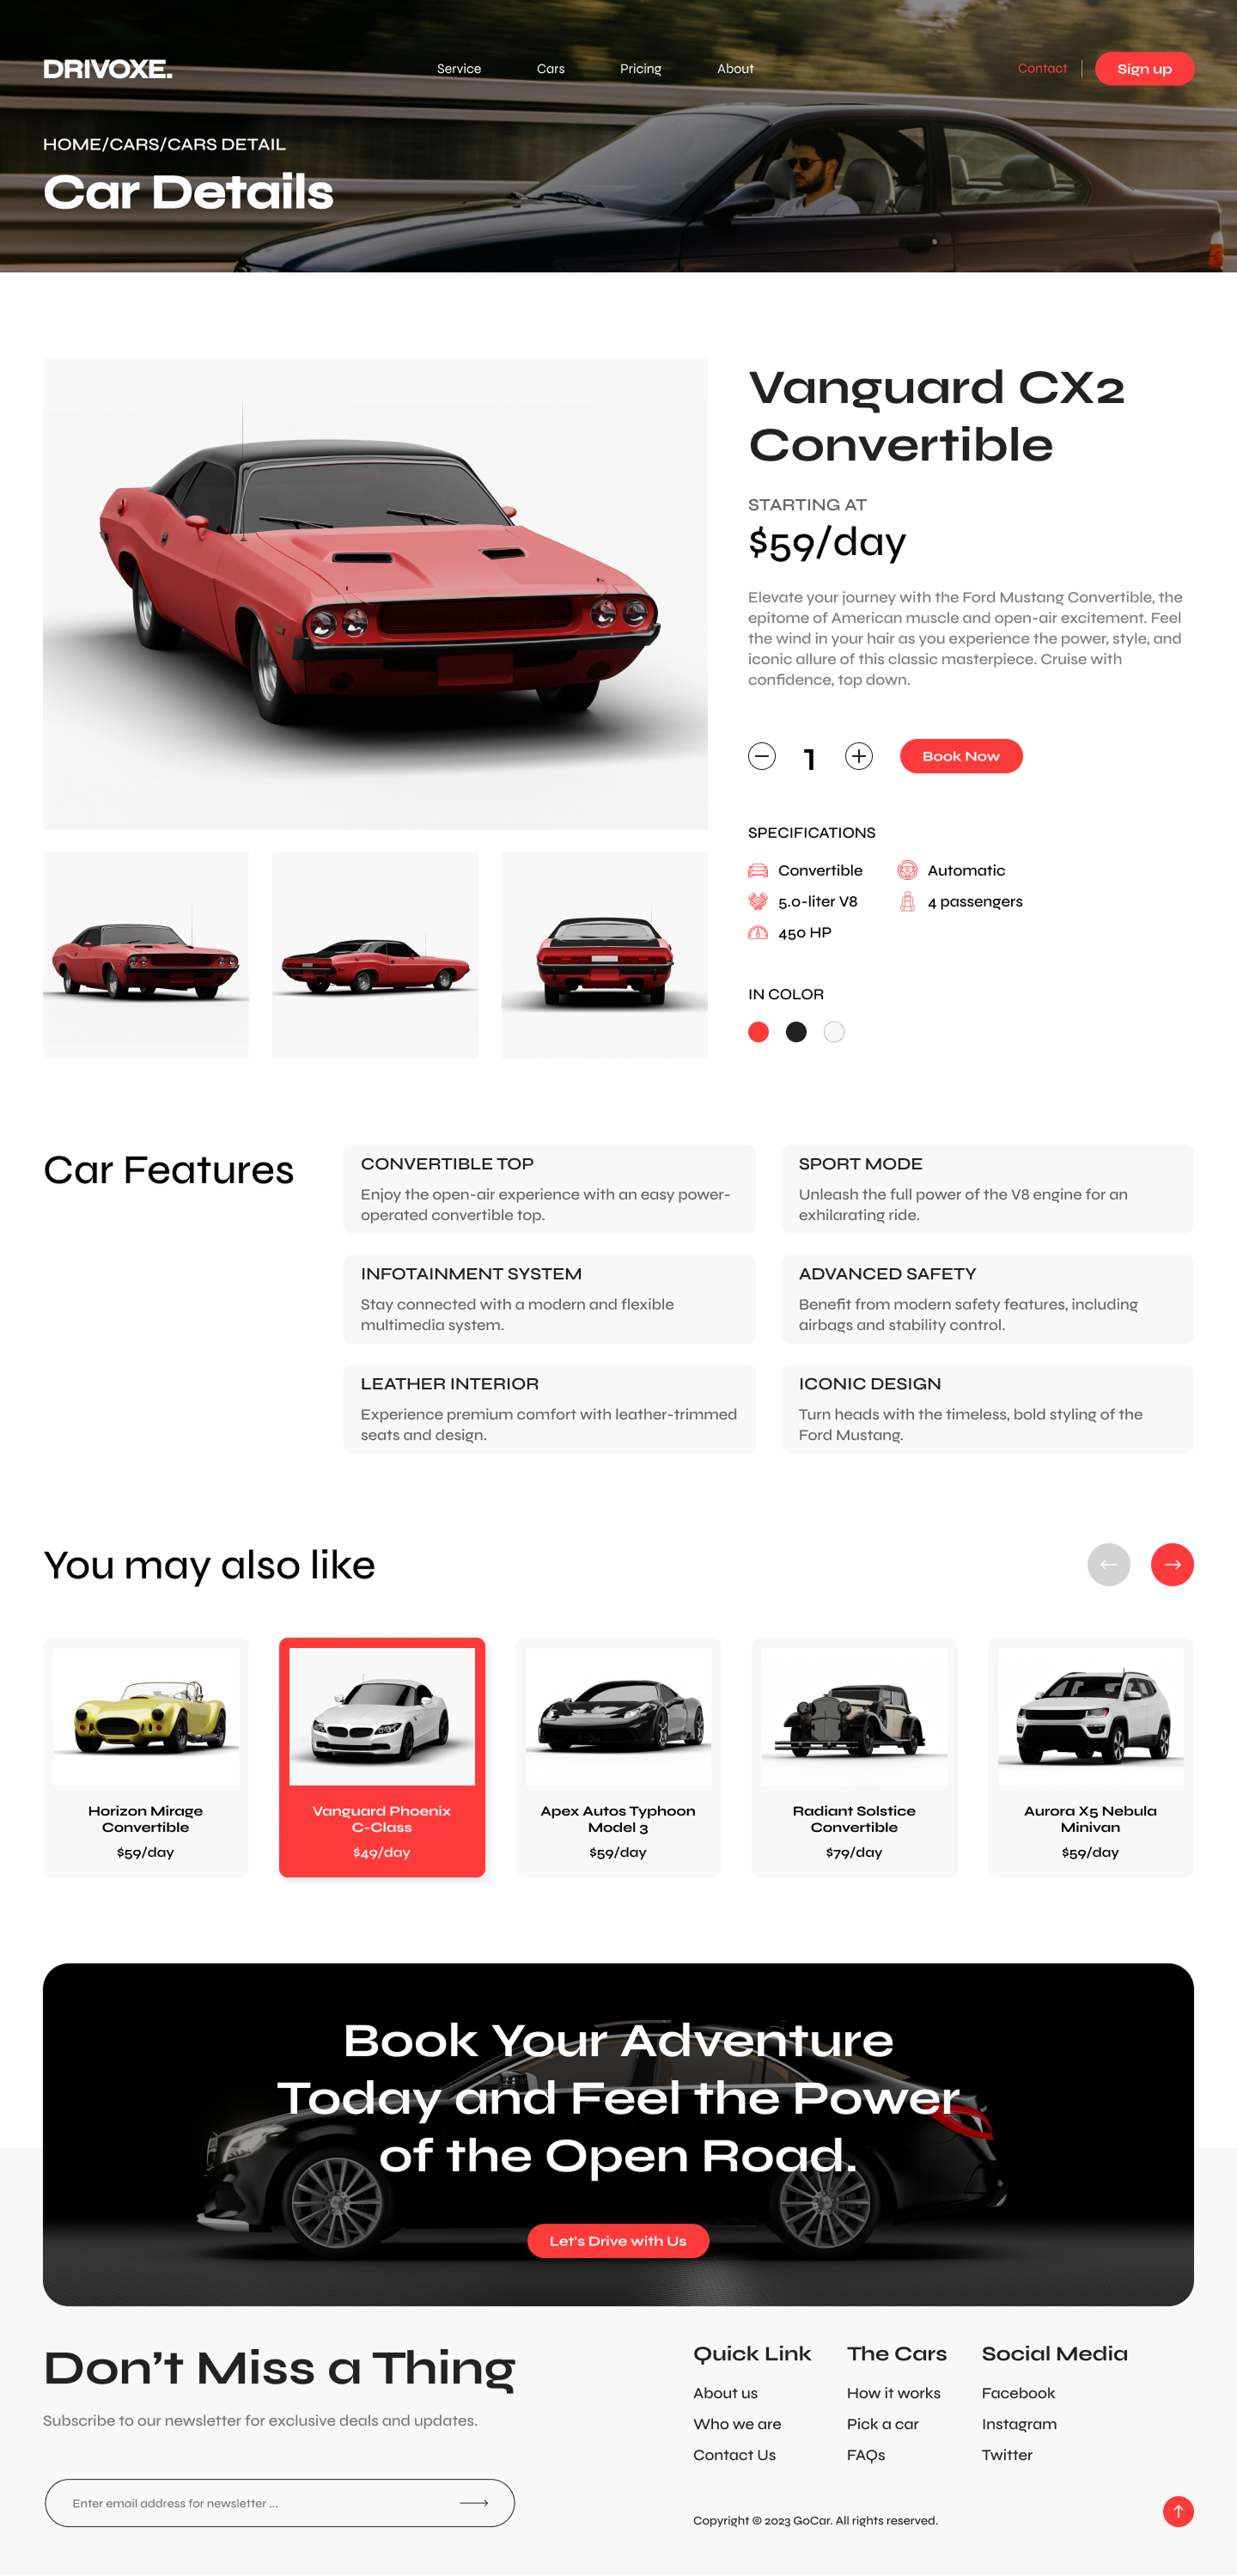 DRIVOXE.
Service
Cars
Pricing
About
Contact
Sign up
HOME/CARS/CARS DETAIL
Car Details
Vanguard CX2
Convertible
STARTING AT
$59/day
Elevate your journey with the Ford Mustang Convertible, the
epitome of American muscle and open-air excitement. Feel
the wind in your hair as you experience the power, style, and
iconic allure of this classic masterpiece. Cruise with
confidence, top down.
1
Book Now
SPECIFICATIONS
Convertible
Automatic
5.0-liter V8
4 passengers
450 HP
IN COLOR
Car Features
CONVERTIBLE TOP
Enjoy the open-air experience with an easy power-
operated convertible top.
SPORT MODE
Unleash the full power of the V8 engine for an
exhilarating ride.
INFOTAINMENT SYSTEM
Stay connected with a modern and flexible
multimedia system.
ADVANCED SAFETY
Benefit from modern safety features, including
airbags and stability control.
LEATHER INTERIOR
Experience premium comfort with leather-trimmed
seats and design.
ICONIC DESIGN
Turn heads with the timeless, bold styling of the
Ford Mustang.
You may also like
Horizon Mirage
Convertible
$59/day
Vanguard Phoenix
C-Class
$49/day
Apex Autos Typhoon
Model 3
$59/day
Radiant Solstice
Convertible
$79/day
Aurora X5 Nebula
Minivan
$59/day
Book Your Adventure
Today and Feel the Power
of the Open Road.
Let's Drive with Us
Don't Miss a Thing
Subscribe to our newsletter for exclusive deals and updates.
Enter email address for newsletter ...
Quick Link
About us
Who we are
Contact Us
The Cars
How it works
Pick a car
FAQs
Social Media
Facebook
Instagram
Twitter
Copyright © 2023 GoCar. All rights reserved.